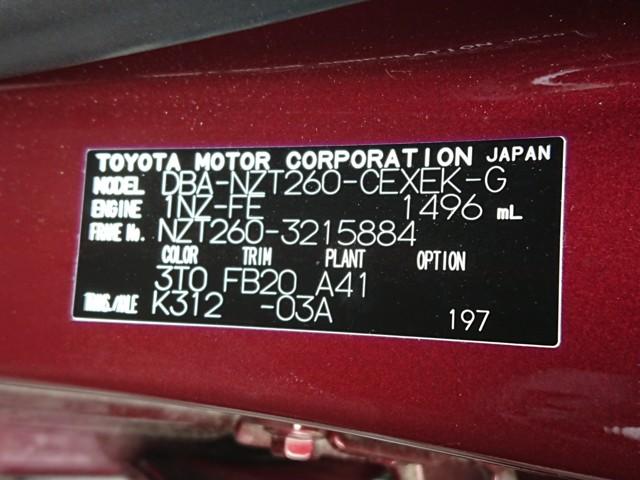 TOYOTA MOTOR CORPORATION JAPAN
MODEL DBA-NZT260-CEXEK-G
ENGINE 1NZ-FE 1496 mL
FRAME No. NZT260-3215884
COLOR TRIM PLANT OPTION
3T0 FB20 A41
TRANS./AXLE K312 -03A
197